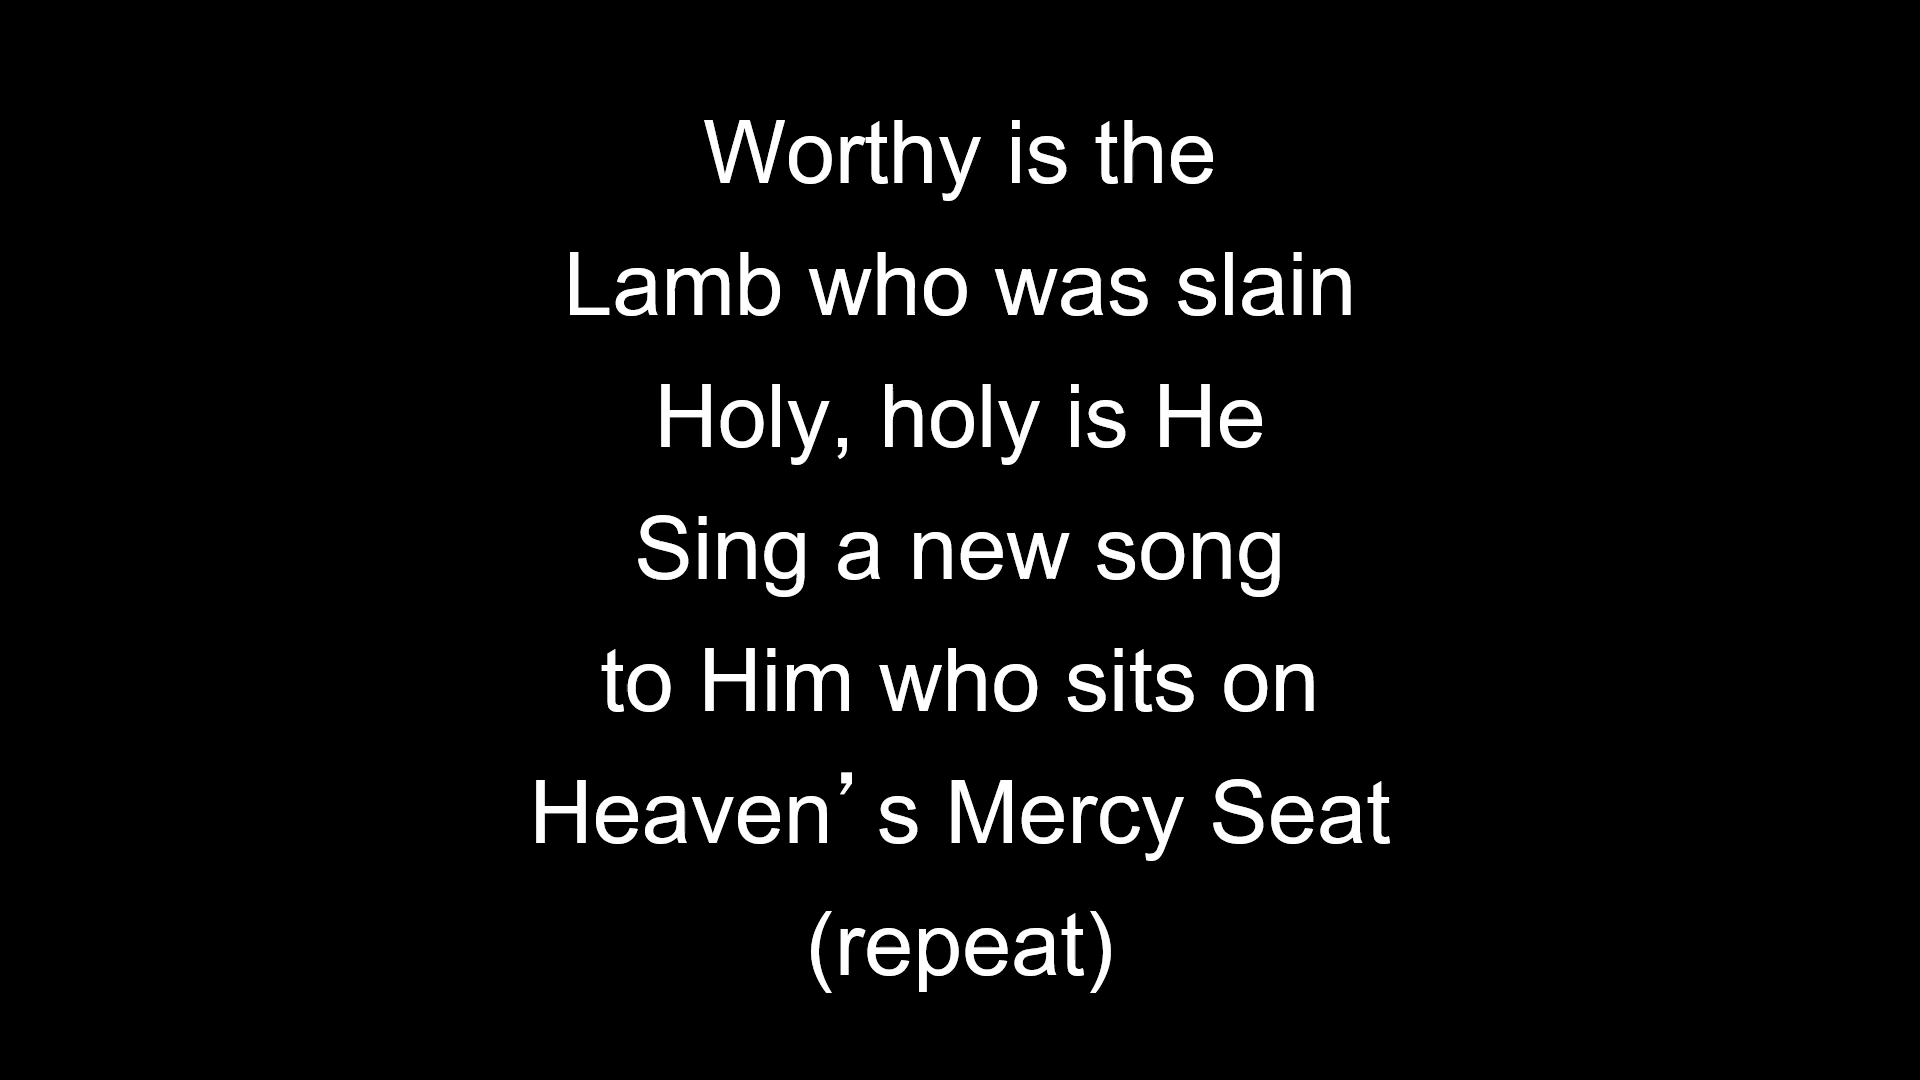 Worthy is the
Lamb who was slain
Holy, holy is He
Sing a new song
to Him who sits on
Heaven’s Mercy Seat
(repeat)